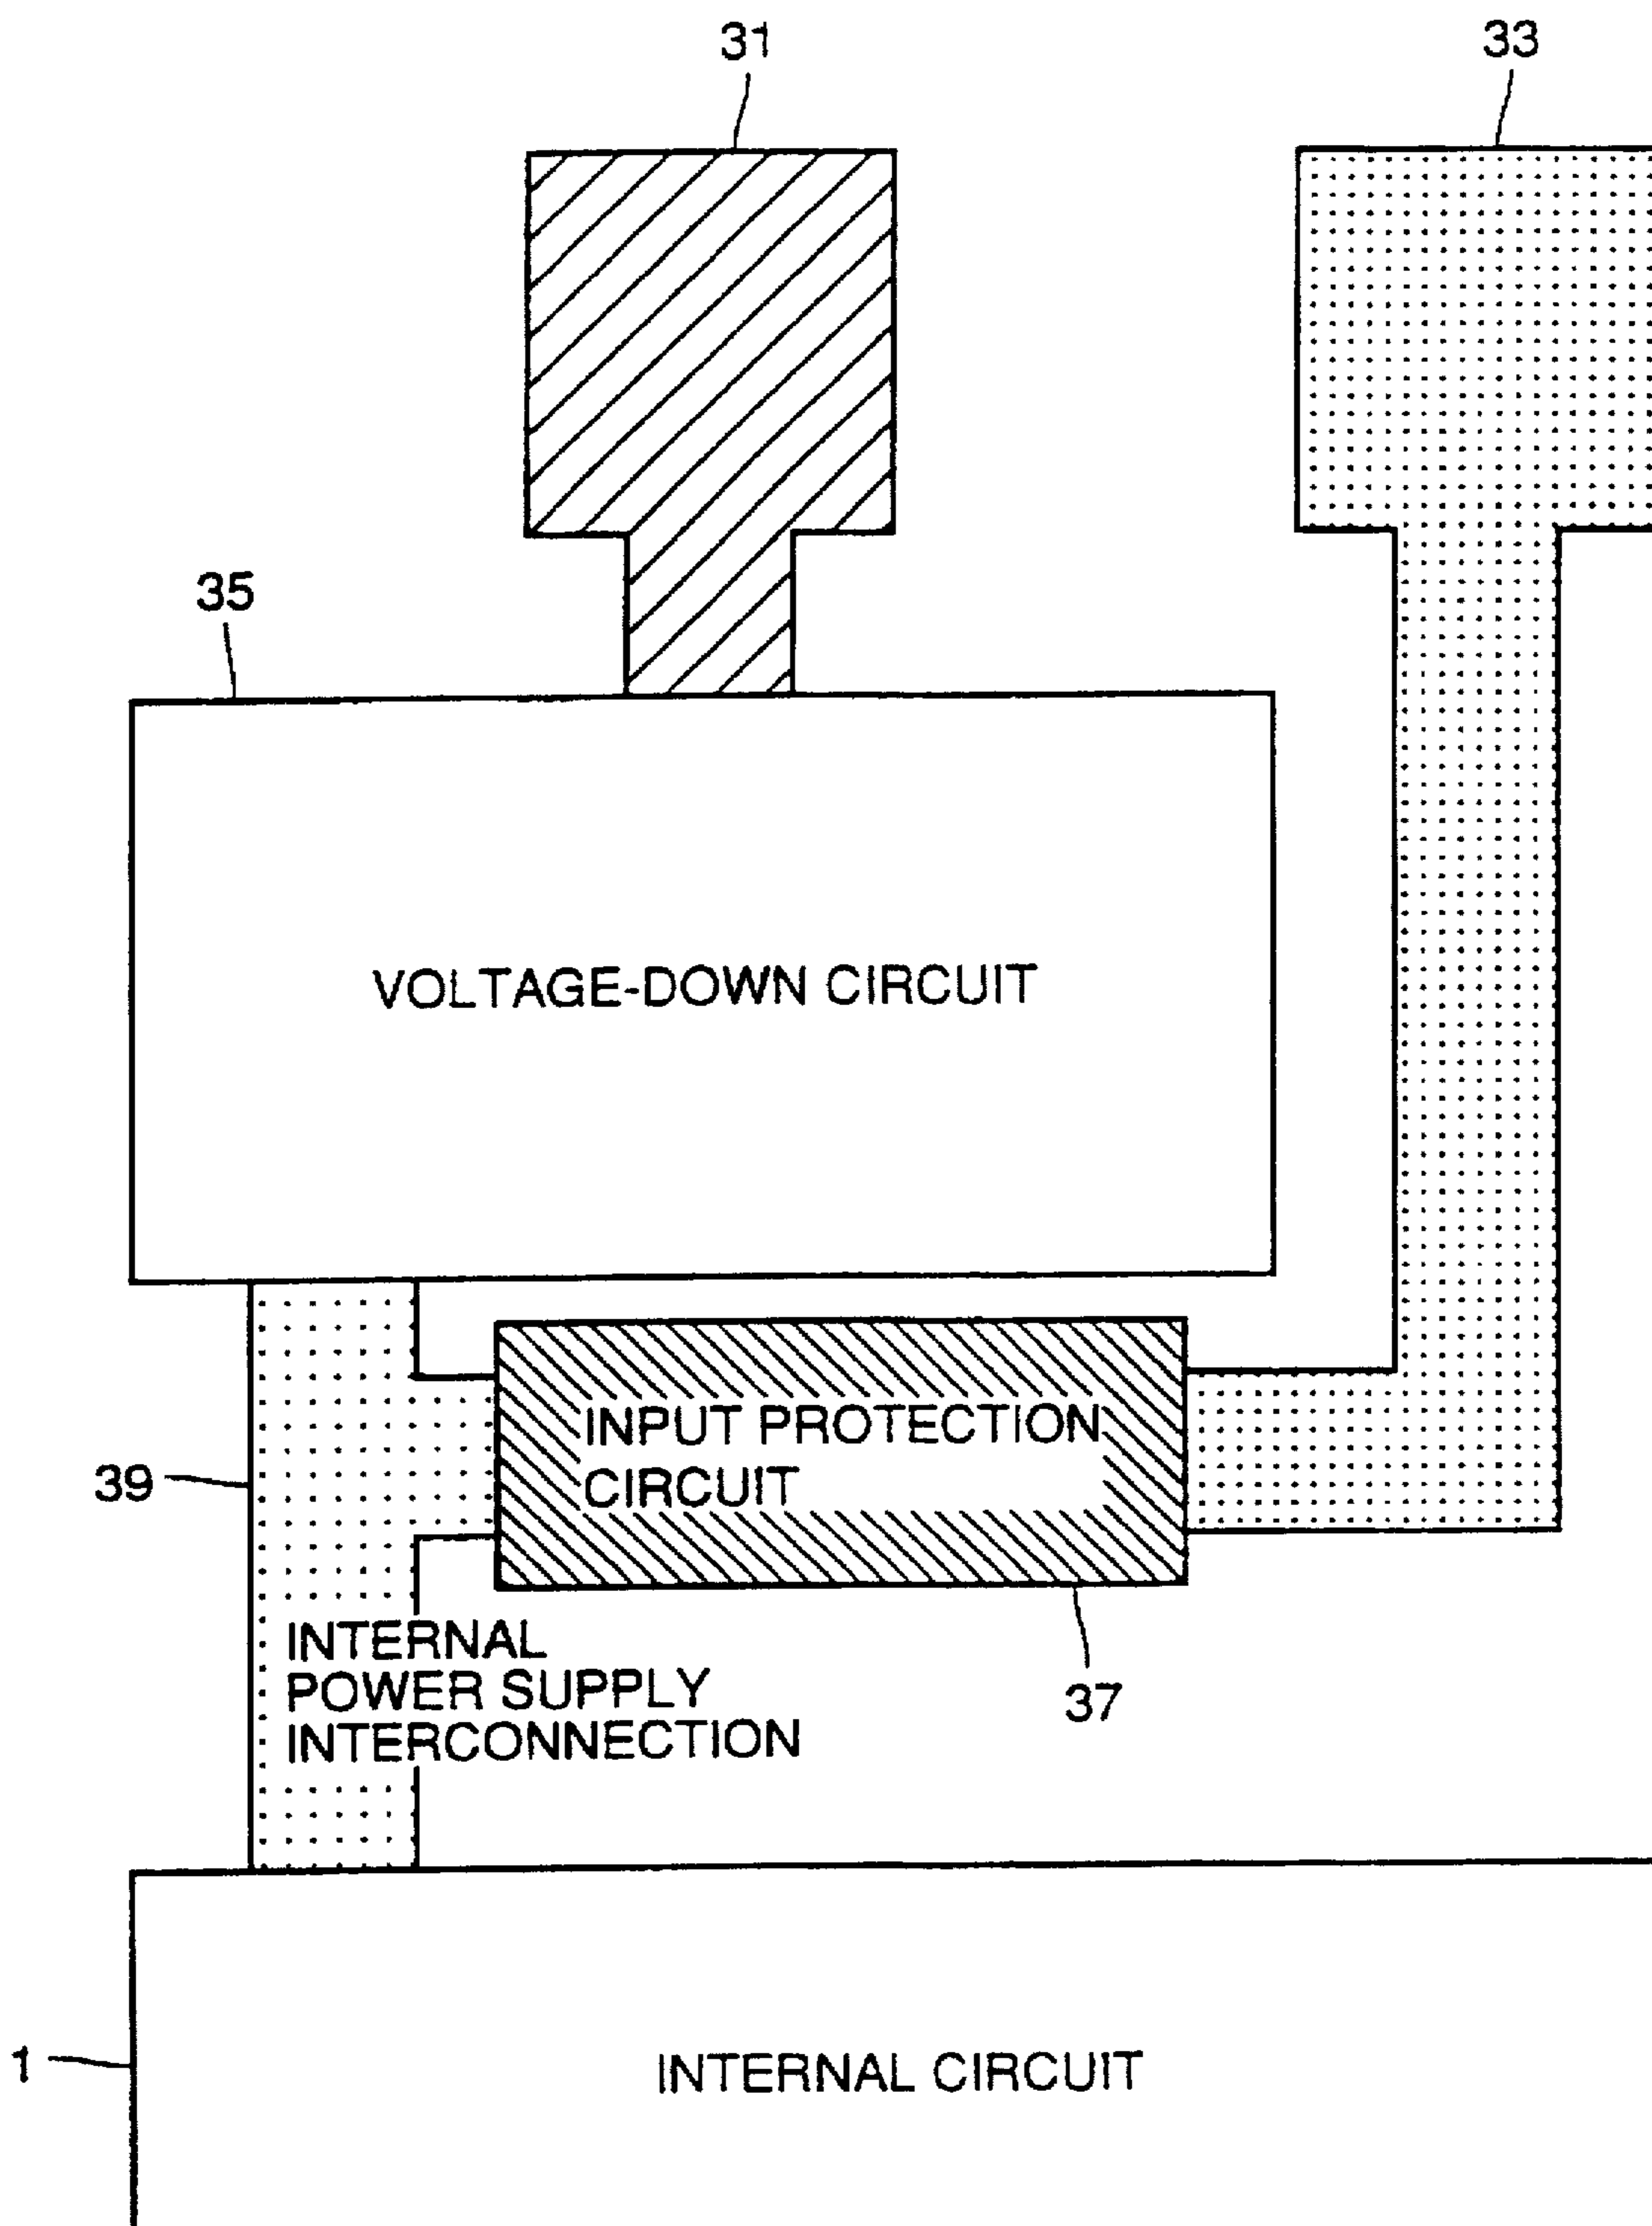 31
33
35
VOLTAGE-DOWN CIRCUIT
INPUT PROTECTION
CIRCUIT
39
INTERNAL
POWER SUPPLY
INTERCONNECTION
37
1
INTERNAL CIRCUIT